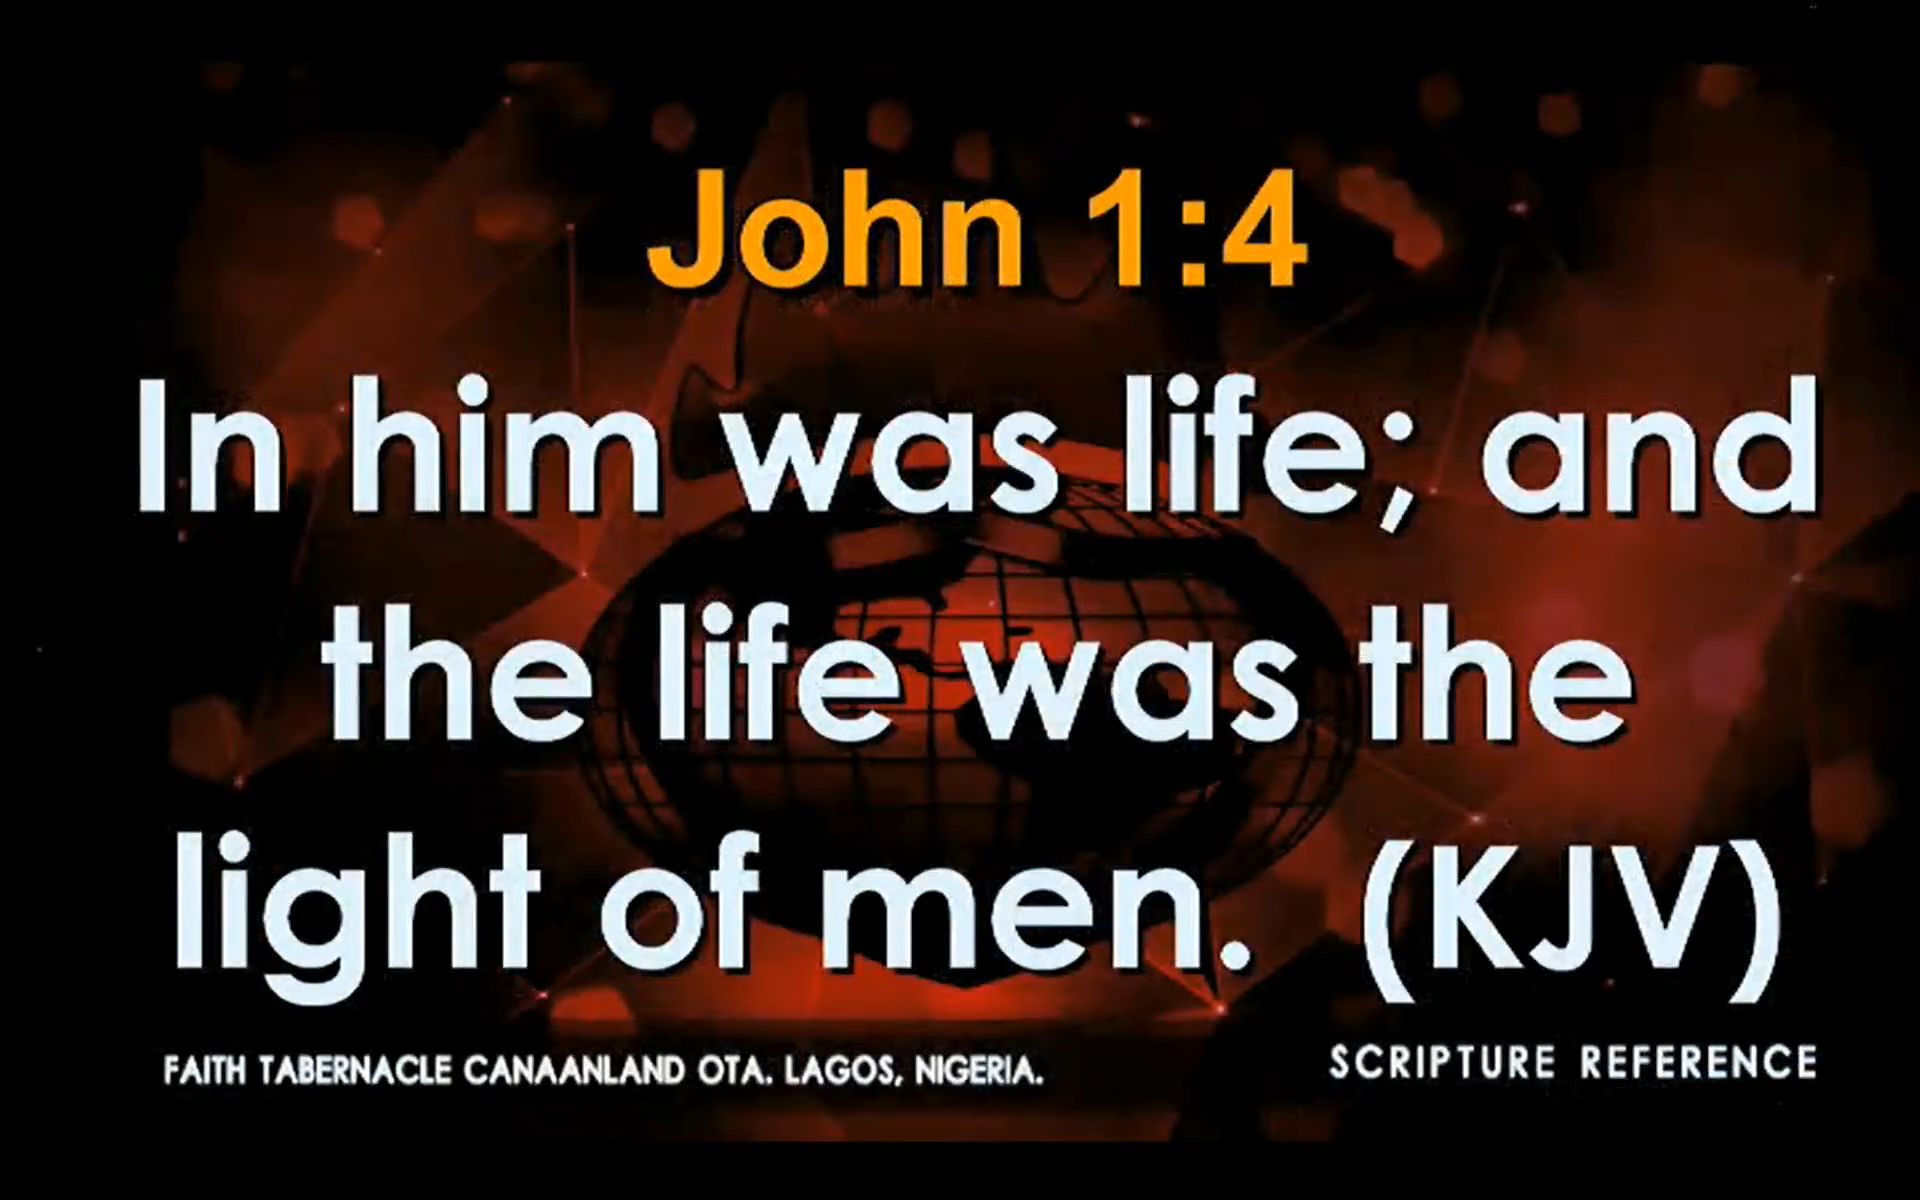 John 1:4
In him was life; and
the life was the
light of men. (KJV)
FAITH TABERNACLE CANAANLAND OTA. LAGOS, NIGERIA.
SCRIPTURE REFERENCE